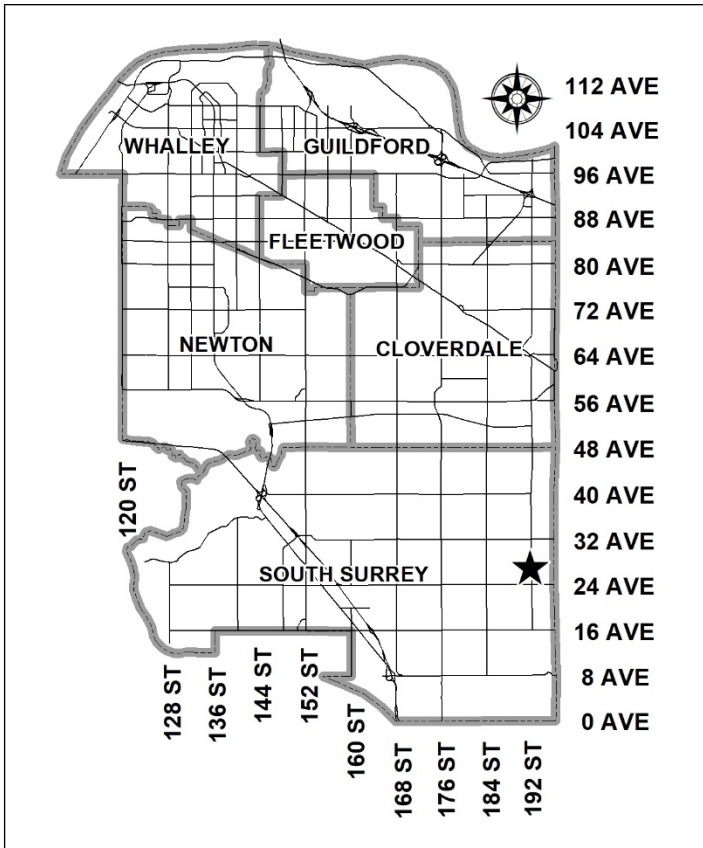 112 AVE
104 AVE
WHALLEY
GUILDFORD
96 AVE
88 AVE
FLEETWOOD
80 AVE
72 AVE
NEWTON
CLOVERDALE
64 AVE
56 AVE
48 AVE
120 ST
40 AVE
32 AVE
SOUTH SURREY
24 AVE
16 AVE
8 AVE
0 AVE
128 ST
136 ST
144 ST
152 ST
160 ST
168 ST
176 ST
184 ST
192 ST